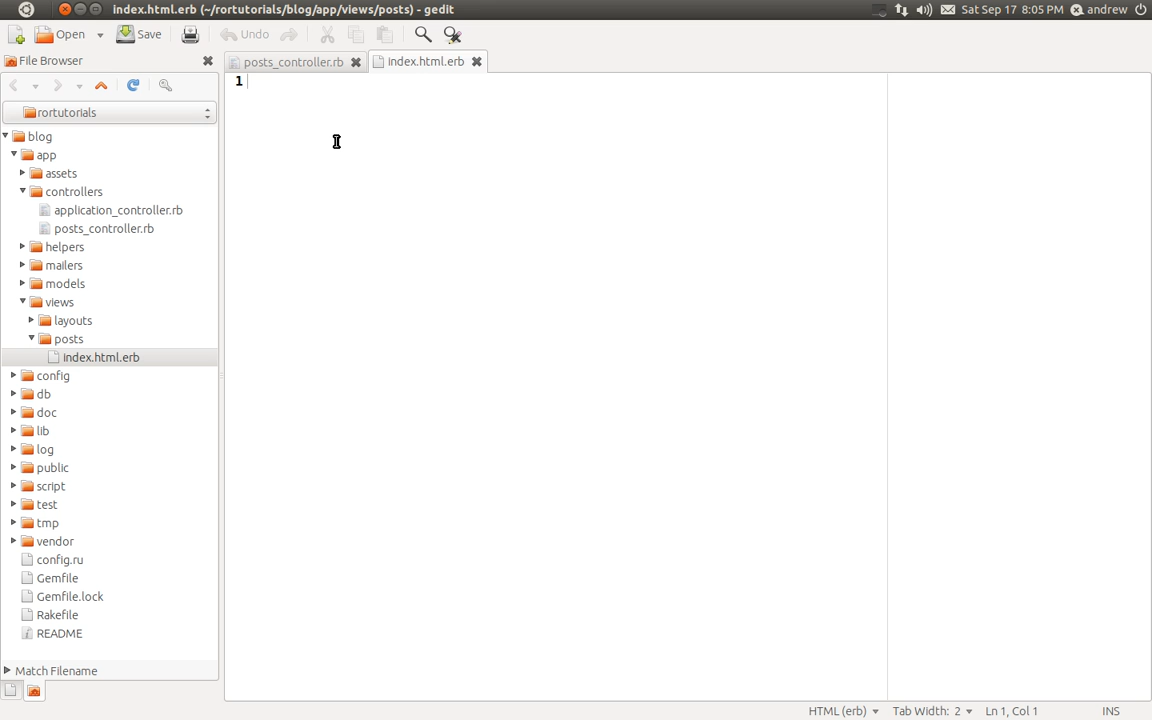 index.html.erb (~/rortutorials/blog/app/views/posts) - gedit
Sat Sep 17 8:05 PM andrew
Open Save Undo
File Browser
posts_controller.rb
index.html.erb
rortutorials
1
blog
app
assets
controllers
application_controller.rb
posts_controller.rb
helpers
mailers
models
views
layouts
posts
index.html.erb
config
db
doc
lib
log
public
script
test
tmp
vendor
config.ru
Gemfile
Gemfile.lock
Rakefile
README
Match Filename
HTML (erb) Tab Width: 2 Ln 1, Col 1 INS